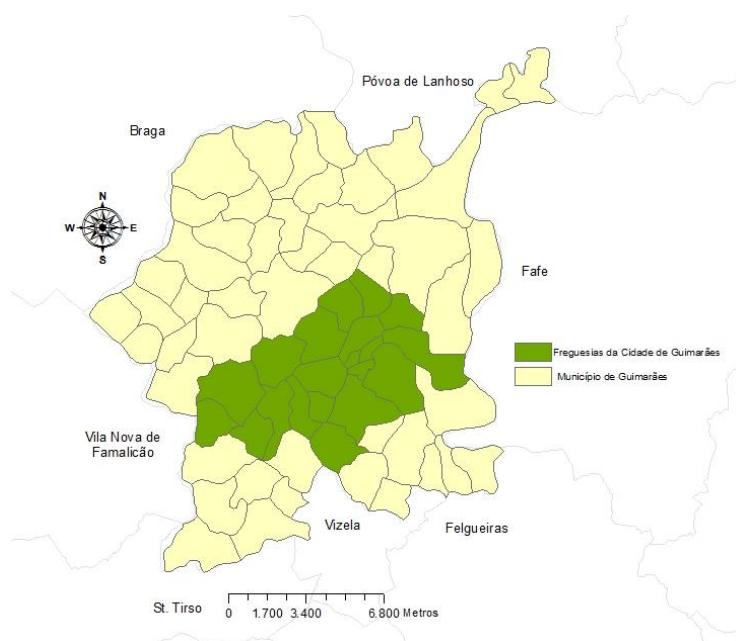 Póvoa de Lanhoso
Braga
N
W E
S
Fafe
Freguesias da Cidade de Guimarães
Município de Guimarães
Vila Nova de
Famalicão
Vizela
Felgueiras
St. Tirso
0 1.700 3.400 6.800 Metros